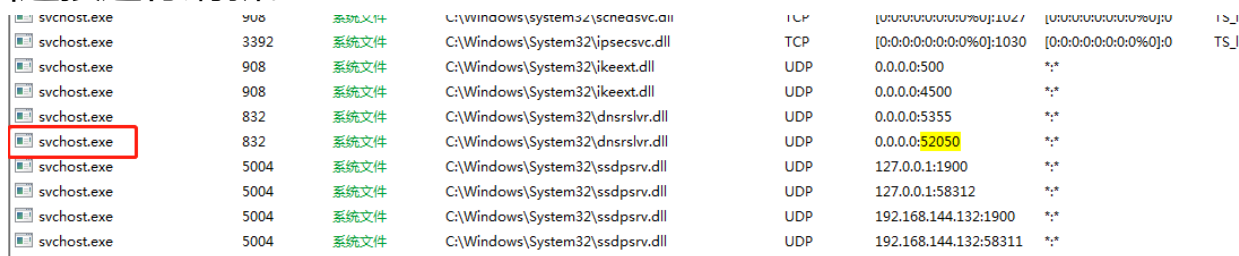 svchost.exe 908 系统文件 C:\Windows\System32\schedsvc.dll TCP [0:0:0:0:0:0:0:0%0]:1027 [0:0:0:0:0:0:0:0%0]:0
svchost.exe 3392 系统文件 C:\Windows\System32\ipsecsvc.dll TCP [0:0:0:0:0:0:0:0%0]:1030 [0:0:0:0:0:0:0:0%0]:0
svchost.exe 908 系统文件 C:\Windows\System32\ikeext.dll UDP 0.0.0.0:500 *:*
svchost.exe 908 系统文件 C:\Windows\System32\ikeext.dll UDP 0.0.0.0:4500 *:*
svchost.exe 832 系统文件 C:\Windows\System32\dnsrslvr.dll UDP 0.0.0.0:5355 *:*
svchost.exe 832 系统文件 C:\Windows\System32\dnsrslvr.dll UDP 0.0.0.0:52050 *:*
svchost.exe 5004 系统文件 C:\Windows\System32\ssdpsrv.dll UDP 127.0.0.1:1900 *:*
svchost.exe 5004 系统文件 C:\Windows\System32\ssdpsrv.dll UDP 127.0.0.1:58312 *:*
svchost.exe 5004 系统文件 C:\Windows\System32\ssdpsrv.dll UDP 192.168.144.132:1900 *:*
svchost.exe 5004 系统文件 C:\Windows\System32\ssdpsrv.dll UDP 192.168.144.132:58311 *:*